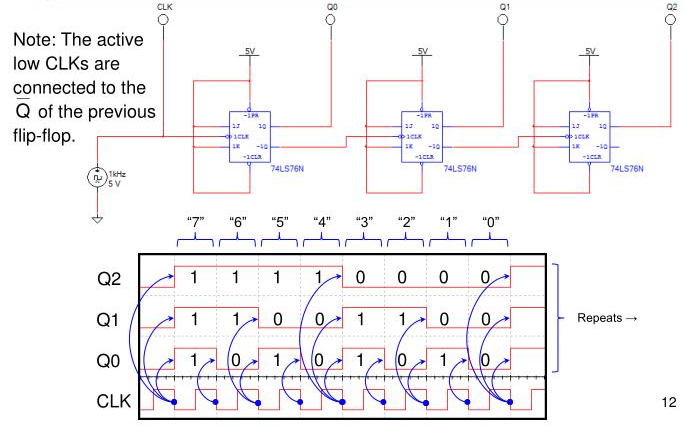 CLK
Q0
Q1
Q2
Note: The active
low CLKs are
connected to the
Q̅ of the previous
flip-flop.
5V
5V
5V
~1PR
1J 1Q
1CLK
1K ~1Q
~1CLR
74LS76N
~1PR
1J 1Q
1CLK
1K ~1Q
~1CLR
74LS76N
~1PR
1J 1Q
1CLK
1K ~1Q
~1CLR
74LS76N
1kHz
5 V
“7” “6” “5” “4” “3” “2” “1” “0”
Q2 1 1 1 1 0 0 0 0
Q1 1 1 0 0 1 1 0 0
Repeats →
Q0 1 0 1 0 1 0 1 0
CLK
12